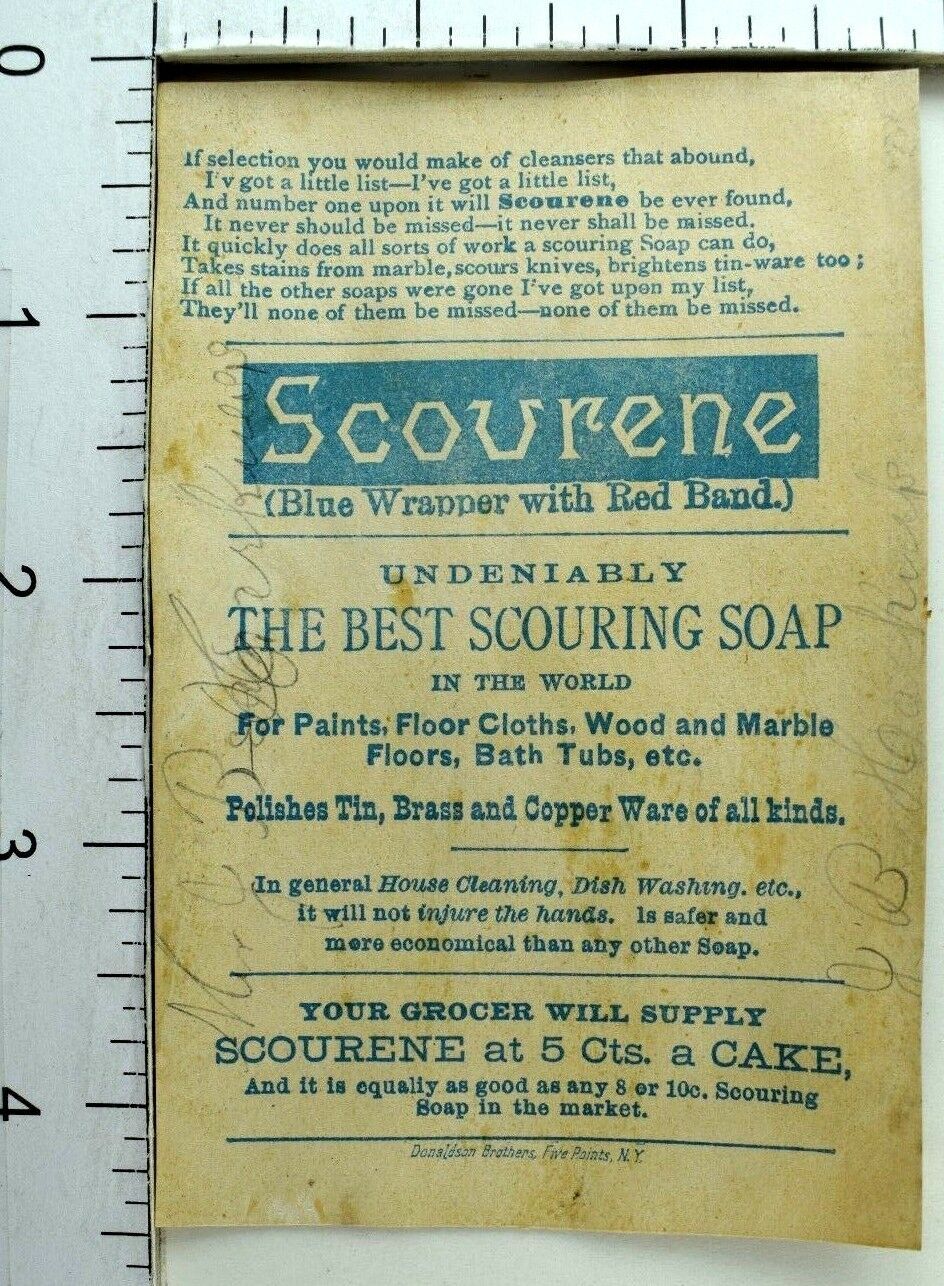 If selection you would make of cleansers that abound,
I'v got a little list—I've got a little list,
And number one upon it will Scourene be ever found,
It never should be missed—it never shall be missed.
It quickly does all sorts of work a scouring Soap can do,
Takes stains from marble, scours knives, brightens tin-ware too;
If all the other soaps were gone I've got upon my list,
They'll none of them be missed—none of them be missed.
Scourene
(Blue Wrapper with Red Band.)
UNDENIABLY
THE BEST SCOURING SOAP
IN THE WORLD
For Paints, Floor Cloths, Wood and Marble
Floors, Bath Tubs, etc.
Polishes Tin, Brass and Copper Ware of all kinds.
In general House Cleaning, Dish Washing. etc.,
it will not injure the hands. Is safer and
more economical than any other Soap.
YOUR GROCER WILL SUPPLY
SCOURENE at 5 Cts. a CAKE,
And it is equally as good as any 8 or 10c. Scouring
Soap in the market.
Donaldson Brothers, Five Points, N.Y.
0
1
2
3
4